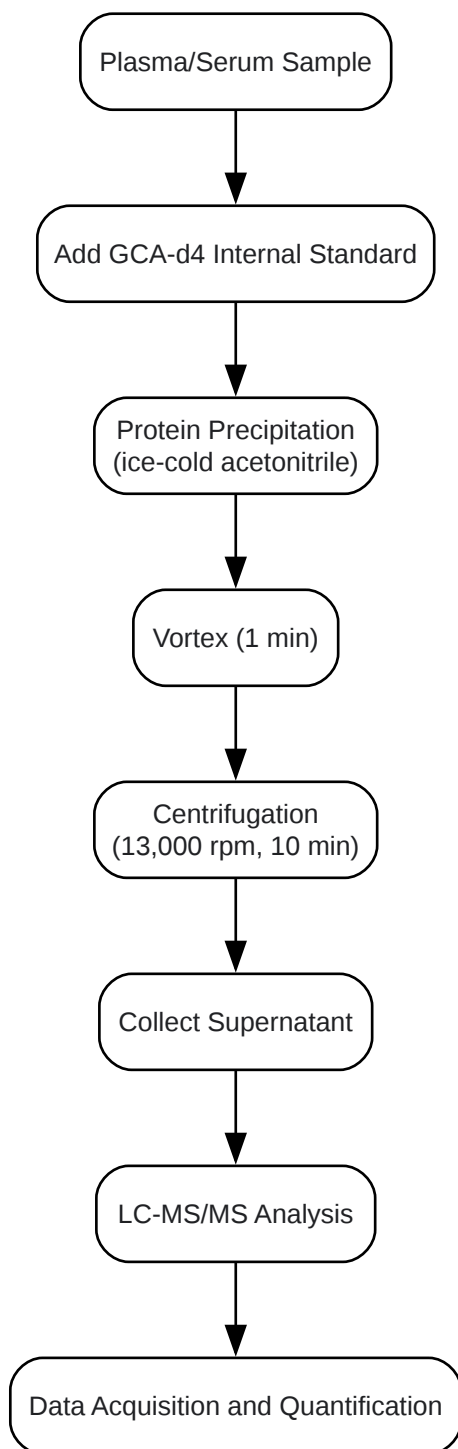 Plasma/Serum Sample
Add GCA-d4 Internal Standard
Protein Precipitation
(ice-cold acetonitrile)
Vortex (1 min)
Centrifugation
(13,000 rpm, 10 min)
Collect Supernatant
LC-MS/MS Analysis
Data Acquisition and Quantification